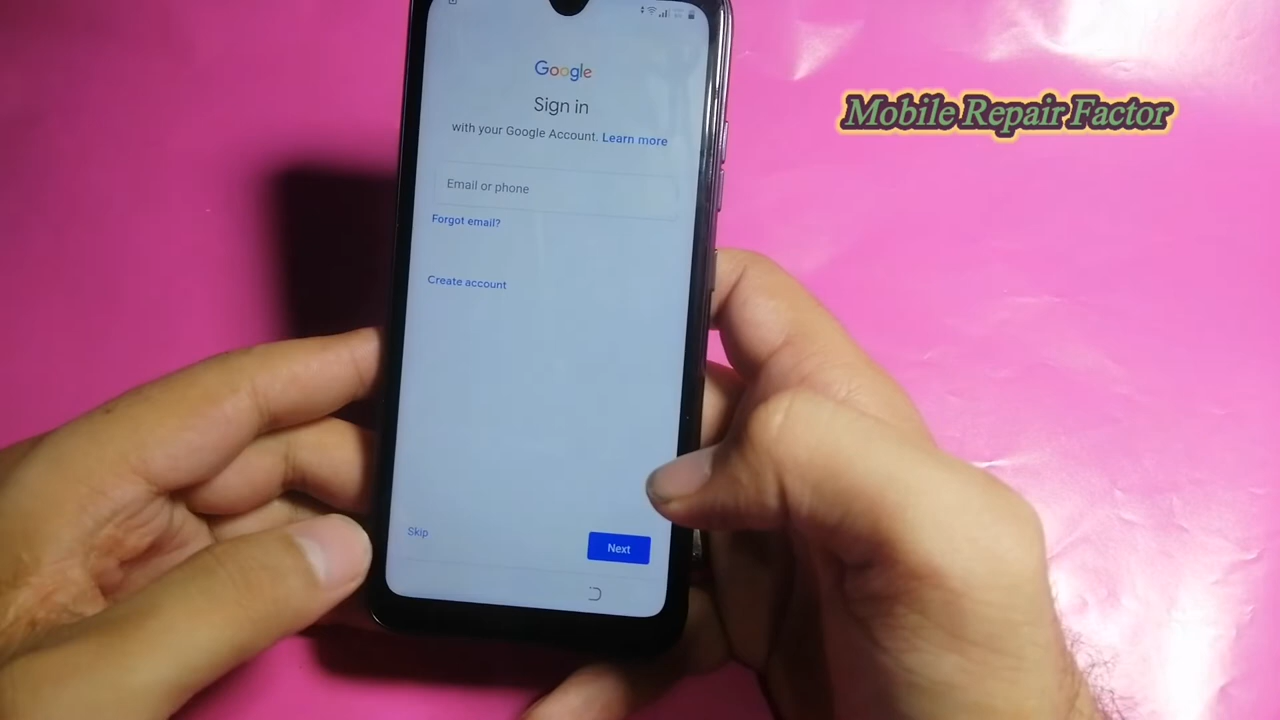 Google
Sign in
with your Google Account. Learn more
Email or phone
Forgot email?
Create account
Skip
Next
Mobile Repair Factor